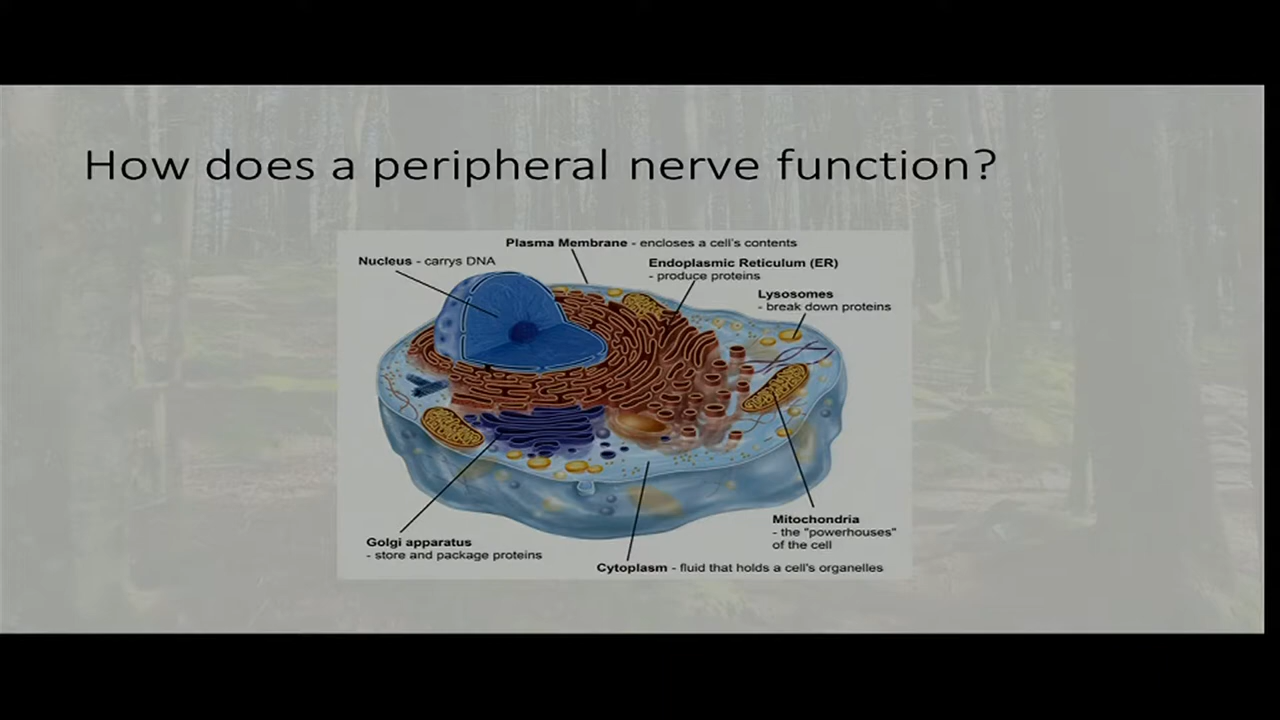 How does a peripheral nerve function?
Plasma Membrane - encloses a cell's contents
Nucleus - carrys DNA
Endoplasmic Reticulum (ER)
- produce proteins
Lysosomes
- break down proteins
Mitochondria
- the "powerhouses"
of the cell
Golgi apparatus
- store and package proteins
Cytoplasm - fluid that holds a cell's organelles